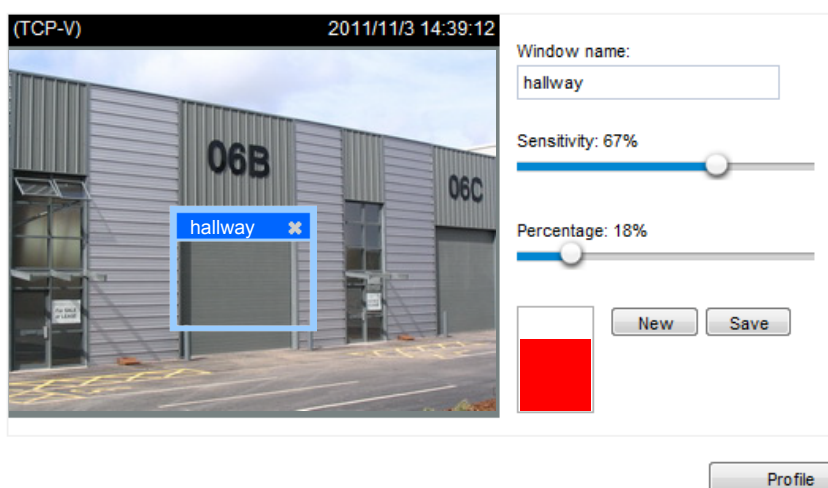 (TCP-V) 2011/11/3 14:39:12
06B
06C
hallway
Window name:
hallway
Sensitivity: 67%
Percentage: 18%
New Save
Profile